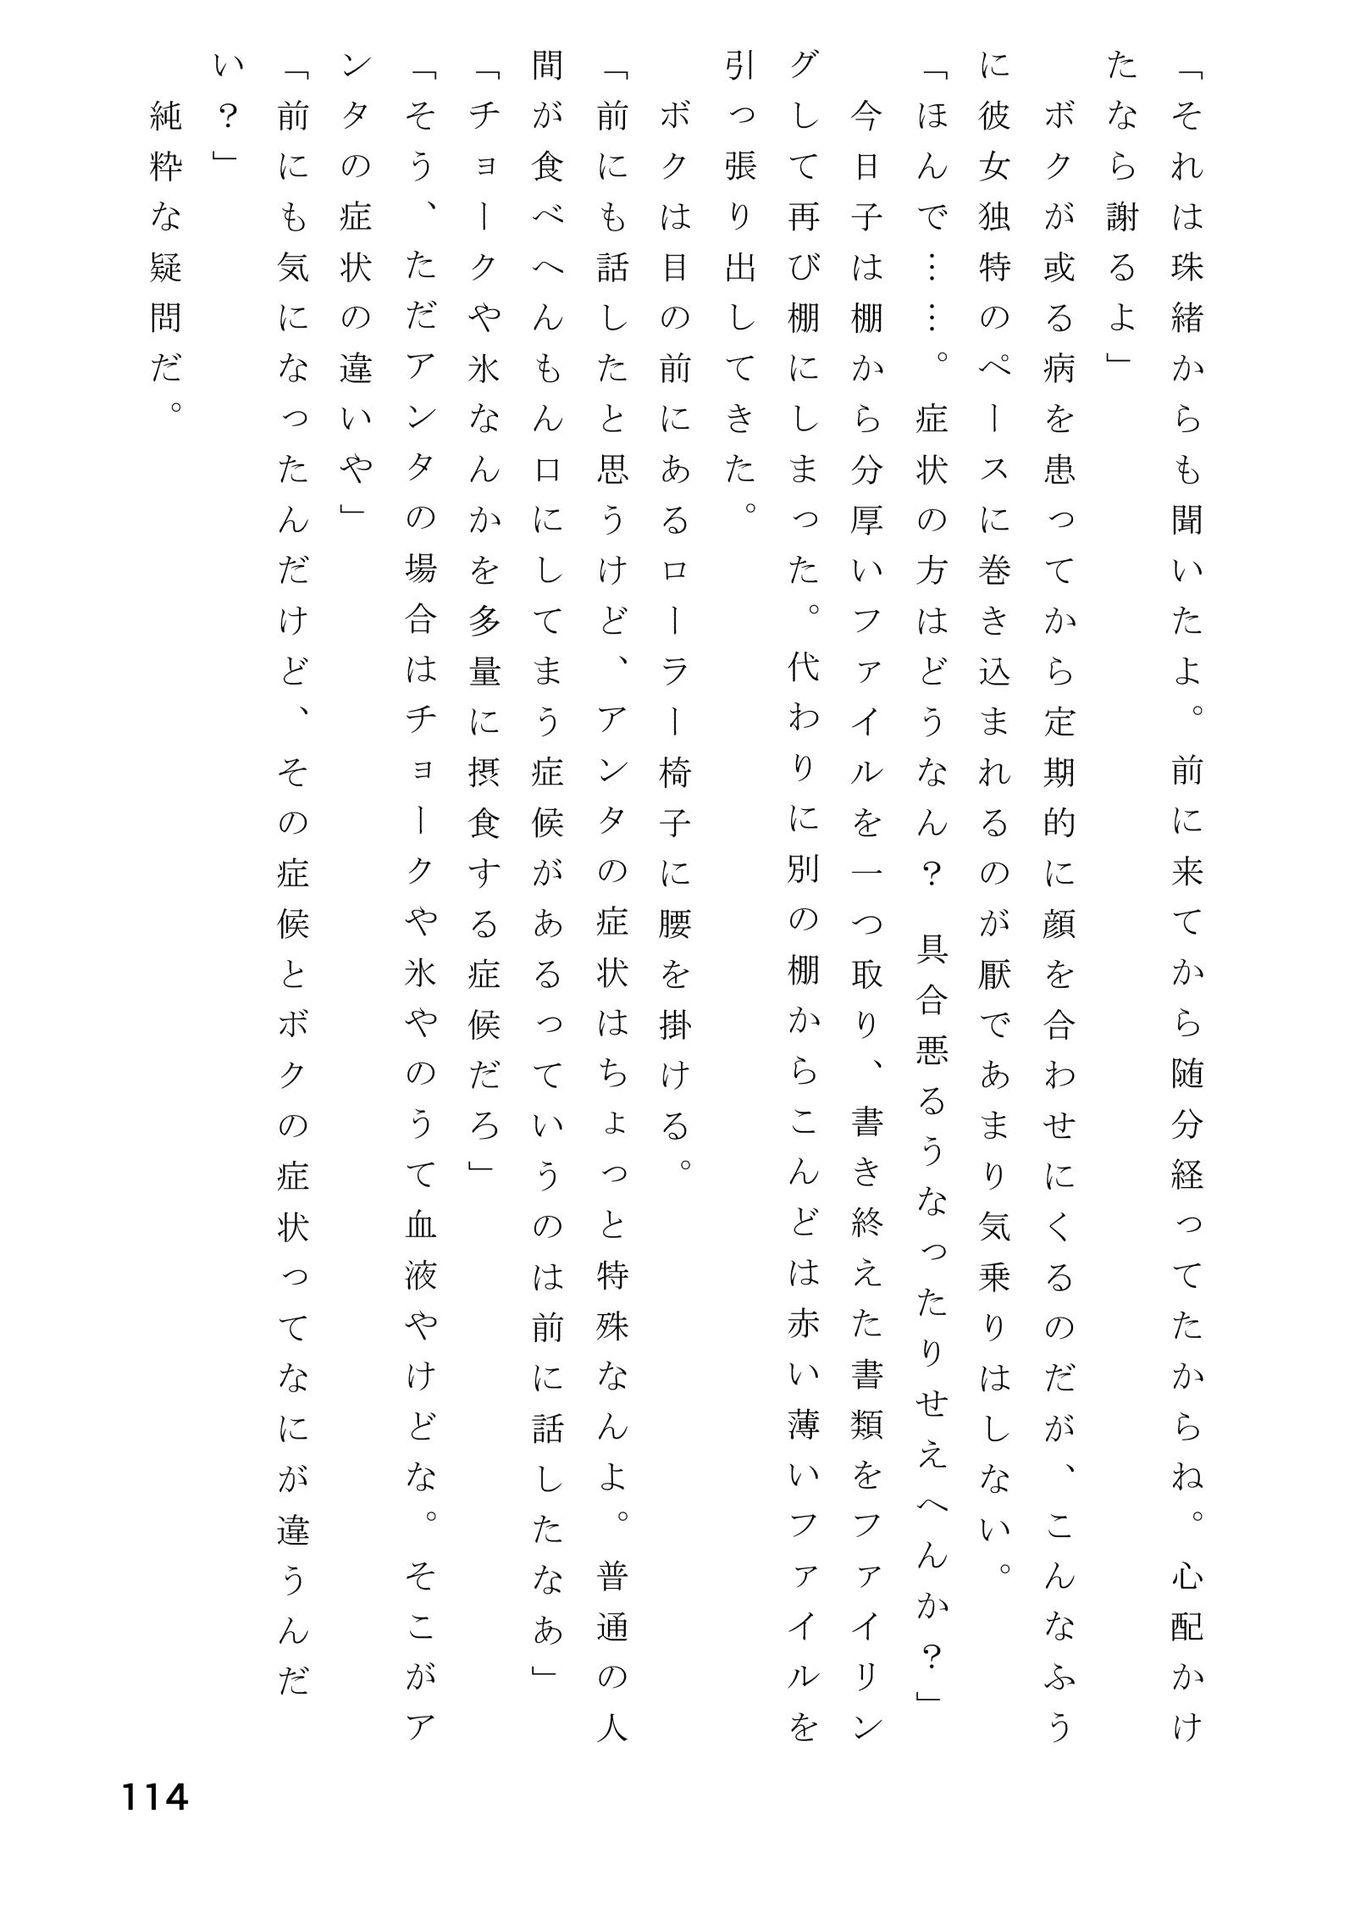 「それは珠緒からも聞いたよ。前に来てから随分経ってたからね。心配かけ
たなら謝るよ」
　ボクが或る病を患ってから定期的に顔を合わせにくるのだが、こんなふう
に彼女独特のペースに巻き込まれるのが厭であまり気乗りはしない。
「ほんで……。症状の方はどうなん？　具合悪るうなったりせえへんか？」
　今日子は棚から分厚いファイルを一つ取り、書き終えた書類をファイリン
グして再び棚にしまった。代わりに別の棚からこんどは赤い薄いファイルを
引っ張り出してきた。
　ボクは目の前にあるローラー椅子に腰を掛ける。
「前にも話したと思うけど、アンタの症状はちょっと特殊なんよ。普通の人
間が食べへんもん口にしてまう症候があるっていうのは前に話したなあ」
「チョークや氷なんかを多量に摂食する症候だろ」
「そう、ただアンタの場合はチョークや氷やのうて血液やけどな。そこがア
ンタの症状の違いや」
「前にも気になったんだけど、その症候とボクの症状ってなにが違うんだ
い？」
　純粋な疑問だ。
114